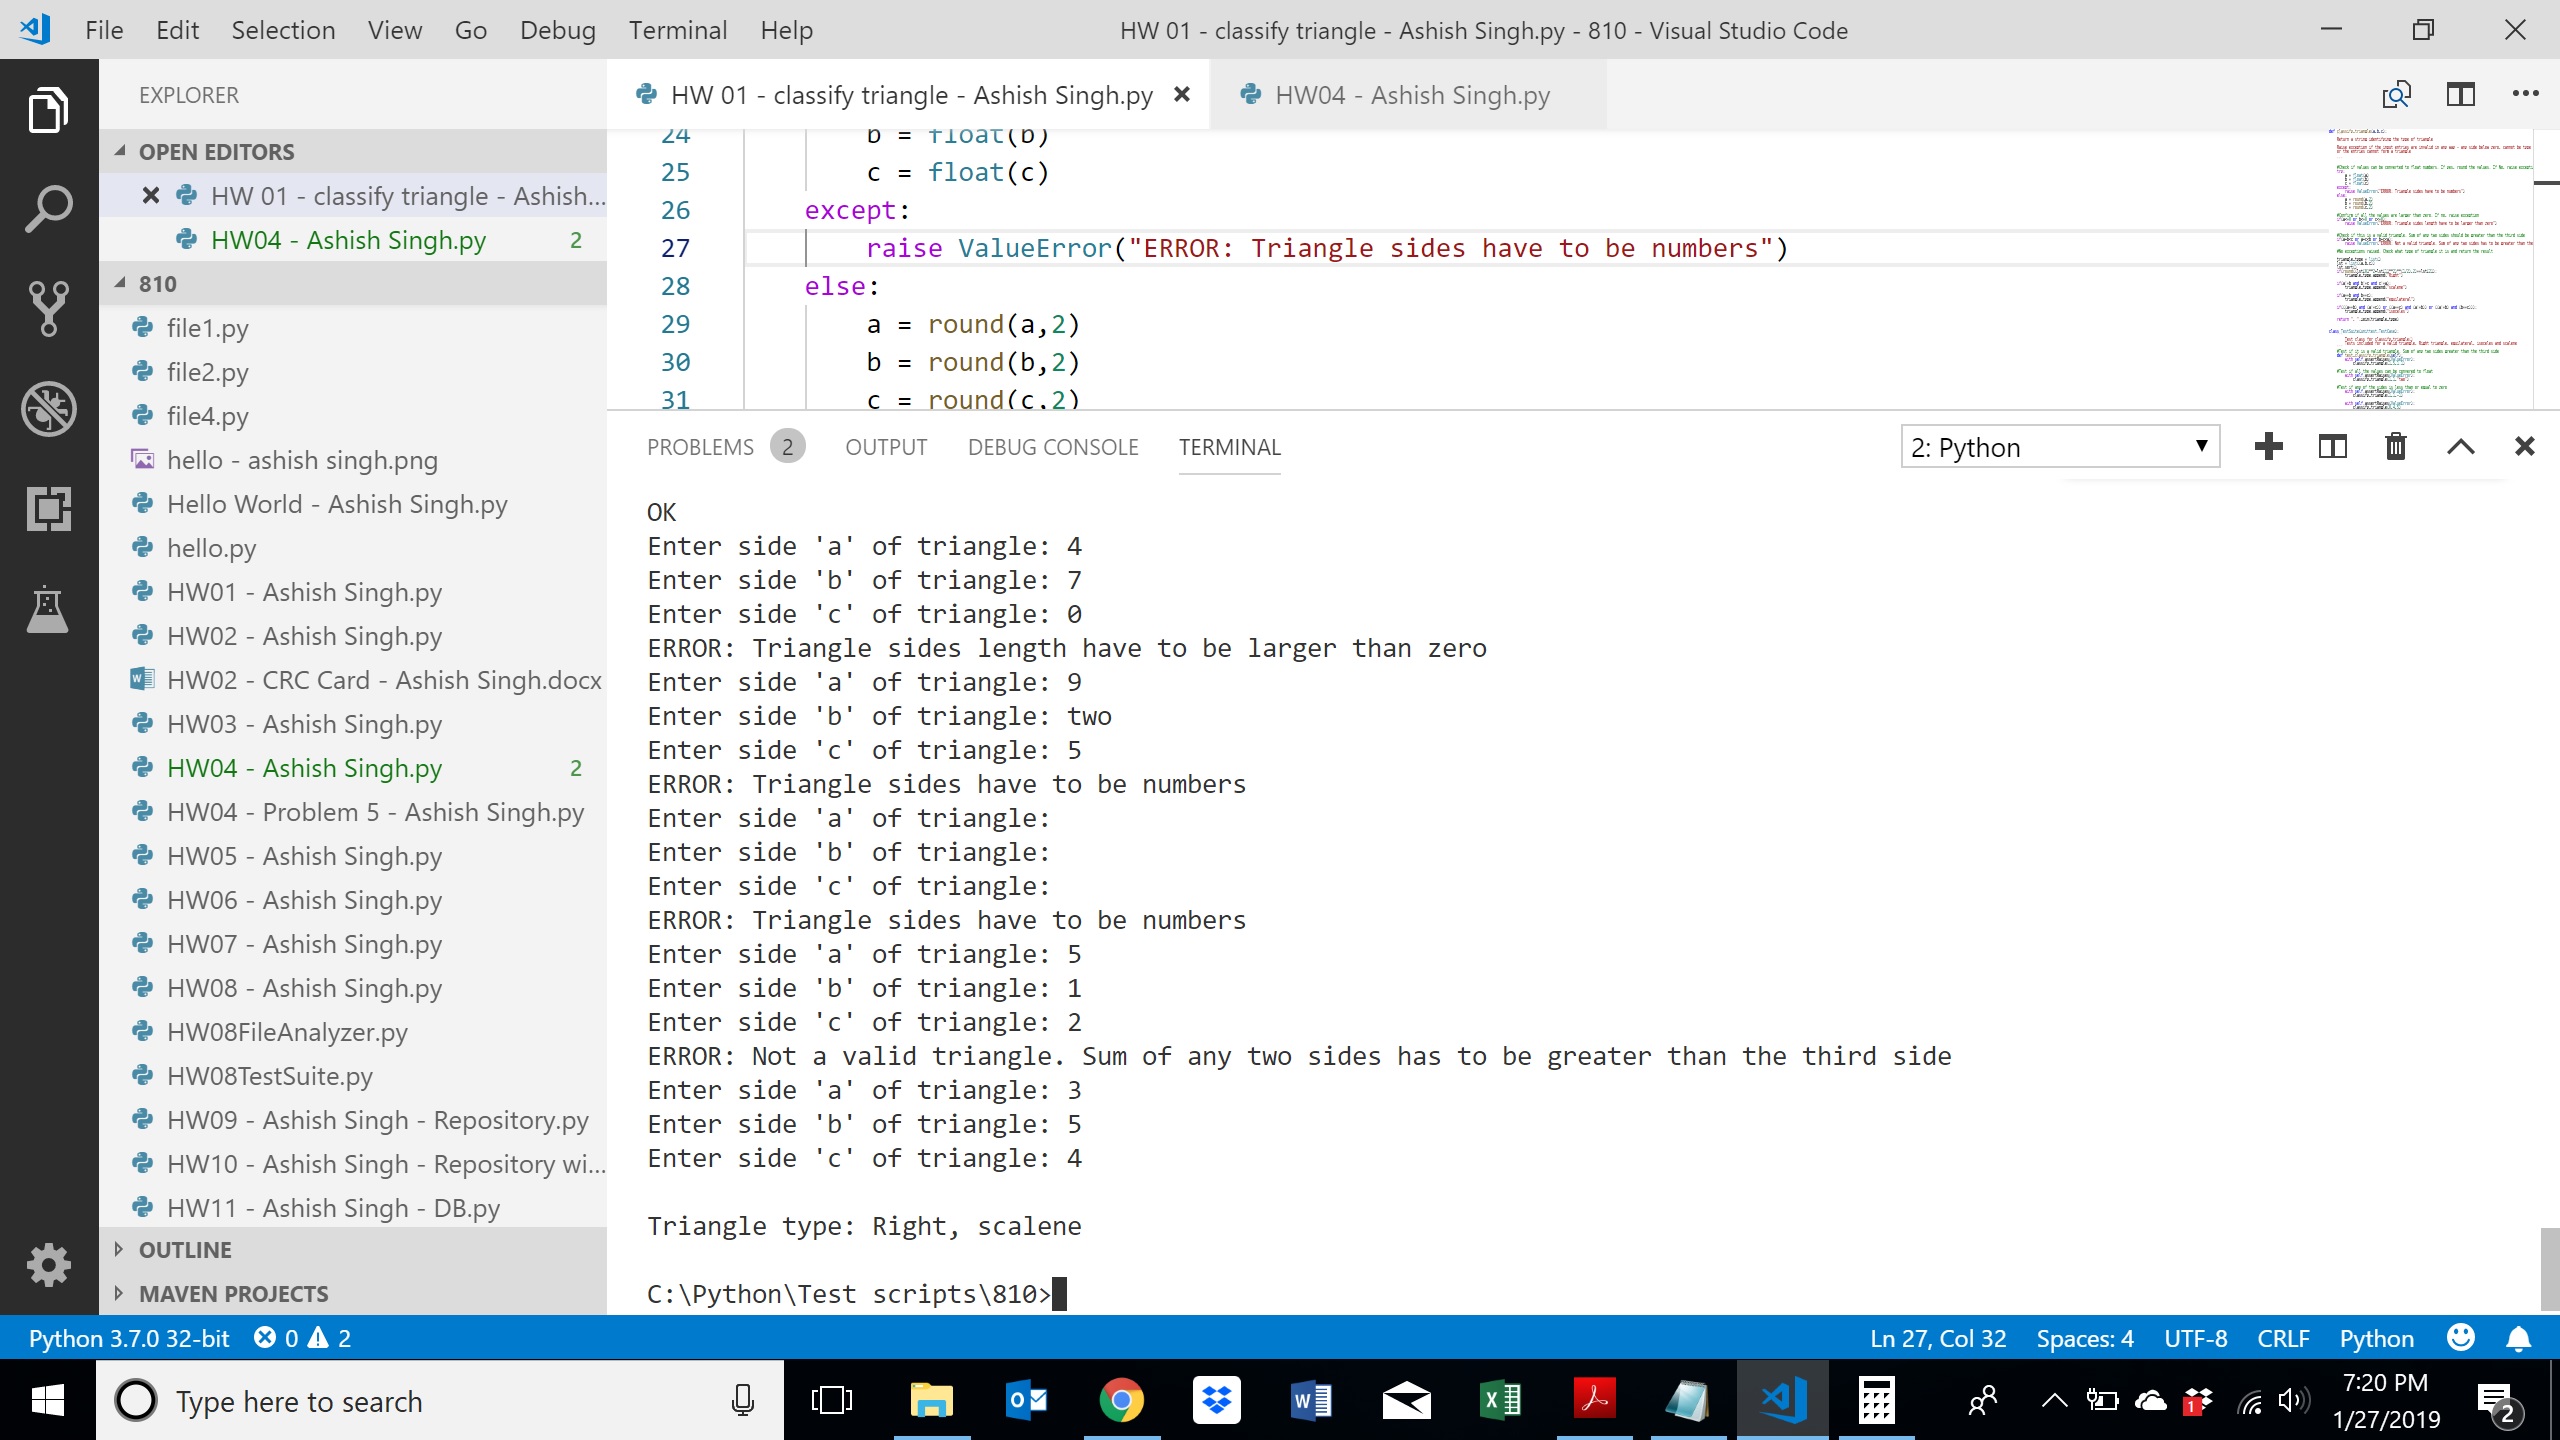 File Edit Selection View Go Debug Terminal Help
HW 01 - classify triangle - Ashish Singh.py - 810 - Visual Studio Code
EXPLORER
OPEN EDITORS
HW 01 - classify triangle - Ashish...
HW04 - Ashish Singh.py 2
810
file1.py
file2.py
file4.py
hello - ashish singh.png
Hello World - Ashish Singh.py
hello.py
HW01 - Ashish Singh.py
HW02 - Ashish Singh.py
HW02 - CRC Card - Ashish Singh.docx
HW03 - Ashish Singh.py
HW04 - Ashish Singh.py 2
HW04 - Problem 5 - Ashish Singh.py
HW05 - Ashish Singh.py
HW06 - Ashish Singh.py
HW07 - Ashish Singh.py
HW08 - Ashish Singh.py
HW08FileAnalyzer.py
HW08TestSuite.py
HW09 - Ashish Singh - Repository.py
HW10 - Ashish Singh - Repository wi...
HW11 - Ashish Singh - DB.py
OUTLINE
MAVEN PROJECTS
HW 01 - classify triangle - Ashish Singh.py
HW04 - Ashish Singh.py
24 b = float(b)
25 c = float(c)
26 except:
27 raise ValueError("ERROR: Triangle sides have to be numbers")
28 else:
29 a = round(a,2)
30 b = round(b,2)
31 c = round(c,2)
PROBLEMS 2 OUTPUT DEBUG CONSOLE TERMINAL
2: Python
OK
Enter side 'a' of triangle: 4
Enter side 'b' of triangle: 7
Enter side 'c' of triangle: 0
ERROR: Triangle sides length have to be larger than zero
Enter side 'a' of triangle: 9
Enter side 'b' of triangle: two
Enter side 'c' of triangle: 5
ERROR: Triangle sides have to be numbers
Enter side 'a' of triangle:
Enter side 'b' of triangle:
Enter side 'c' of triangle:
ERROR: Triangle sides have to be numbers
Enter side 'a' of triangle: 5
Enter side 'b' of triangle: 1
Enter side 'c' of triangle: 2
ERROR: Not a valid triangle. Sum of any two sides has to be greater than the third side
Enter side 'a' of triangle: 3
Enter side 'b' of triangle: 5
Enter side 'c' of triangle: 4
Triangle type: Right, scalene
C:\Python\Test scripts\810>
Python 3.7.0 32-bit 0 2
Ln 27, Col 32 Spaces: 4 UTF-8 CRLF Python
Type here to search
1
7:20 PM
1/27/2019
2